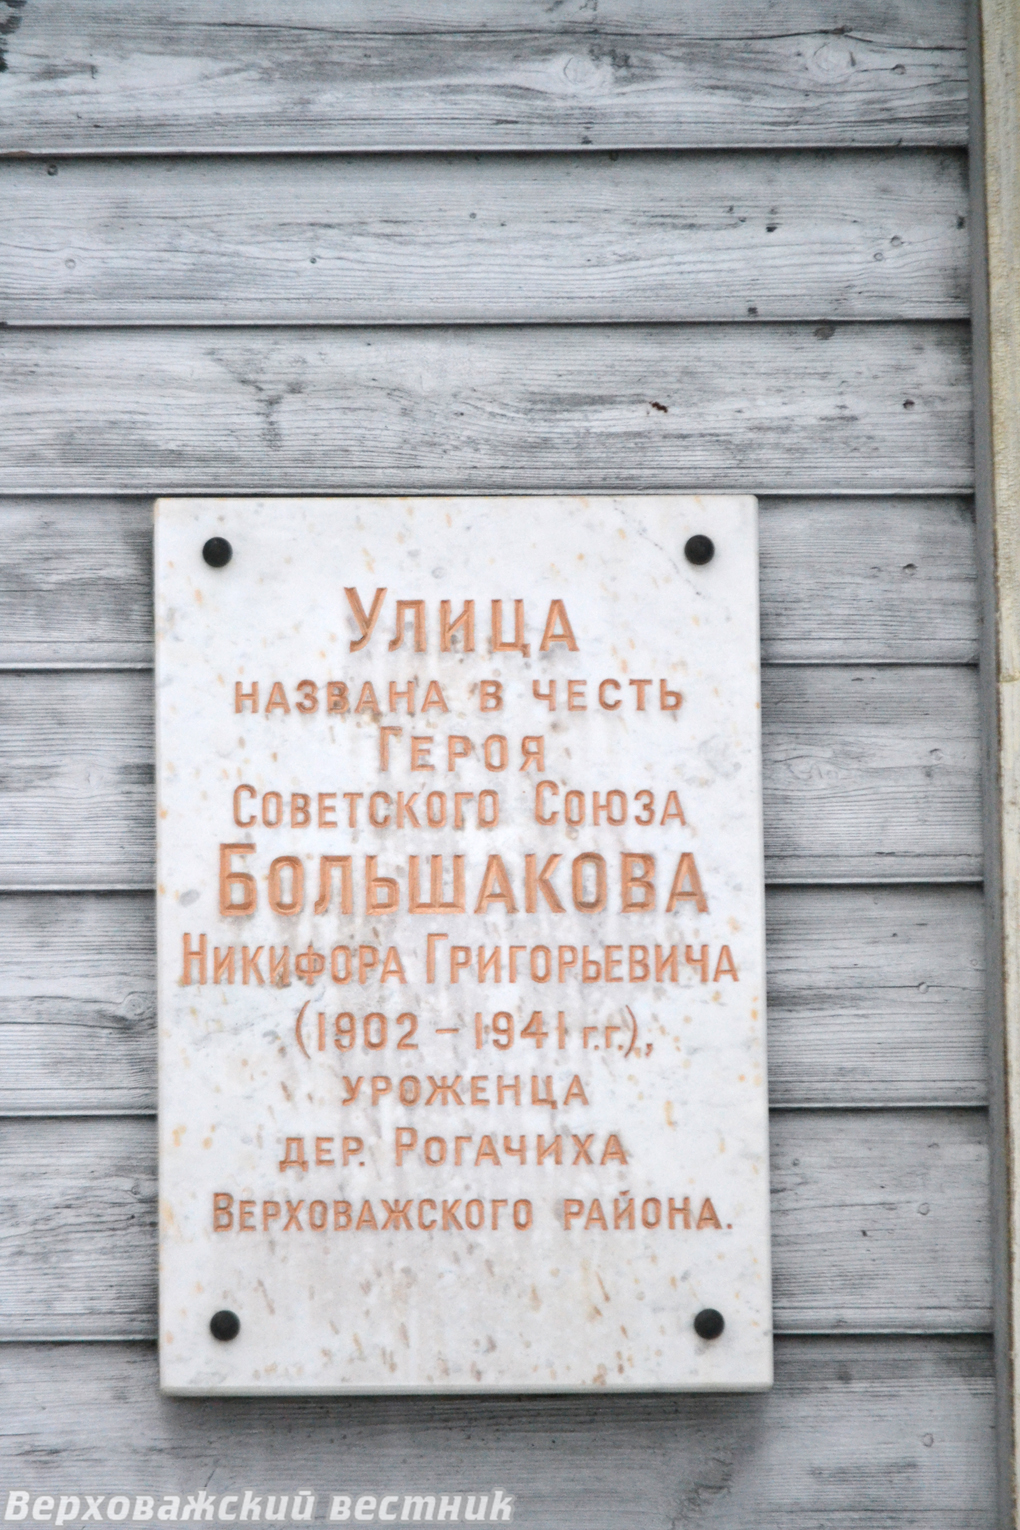 Улица
названа в честь
Героя
Советского Союза
Большакова
Никифора Григорьевича
(1902 – 1941 г.г.),
уроженца
дер. Рогачиха
Верховажского района.
Верховажский вестник